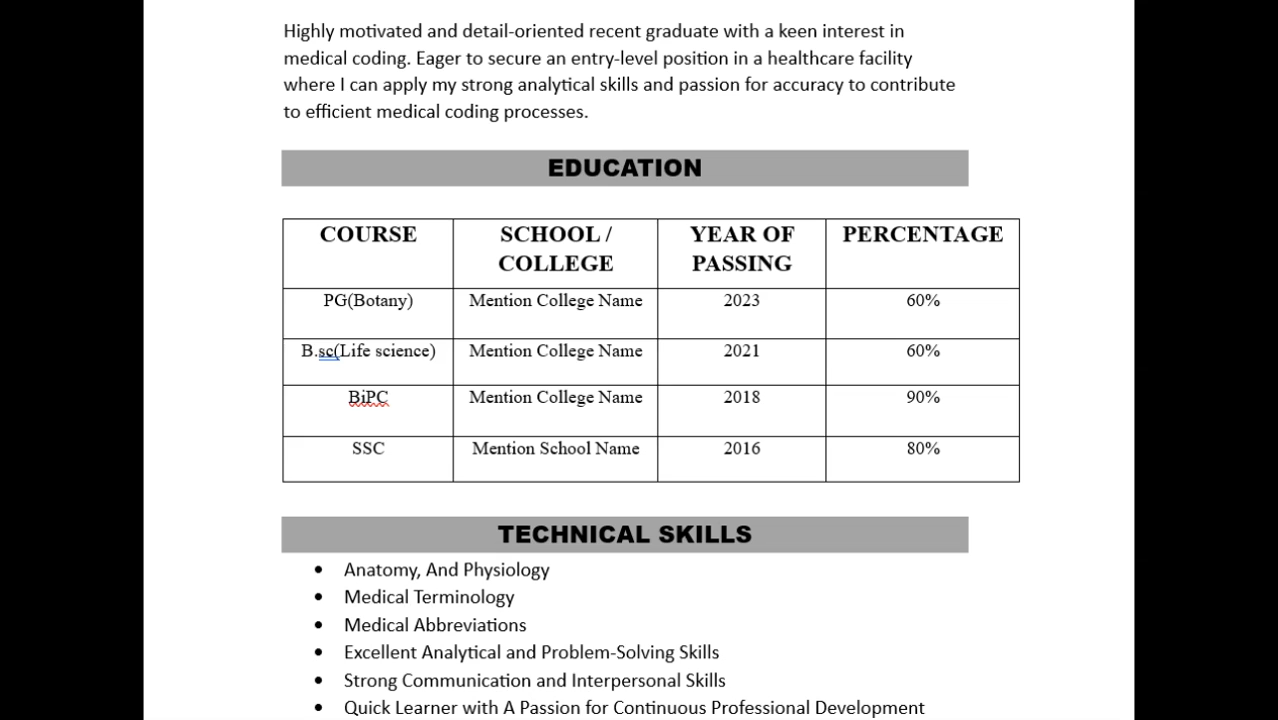 Highly motivated and detail-oriented recent graduate with a keen interest in
medical coding. Eager to secure an entry-level position in a healthcare facility
where I can apply my strong analytical skills and passion for accuracy to contribute
to efficient medical coding processes.
EDUCATION
COURSE SCHOOL / COLLEGE YEAR OF PASSING PERCENTAGE
PG(Botany) Mention College Name 2023 60%
B.sc(Life science) Mention College Name 2021 60%
BiPC Mention College Name 2018 90%
SSC Mention School Name 2016 80%
TECHNICAL SKILLS
• Anatomy, And Physiology
• Medical Terminology
• Medical Abbreviations
• Excellent Analytical and Problem-Solving Skills
• Strong Communication and Interpersonal Skills
• Quick Learner with A Passion for Continuous Professional Development